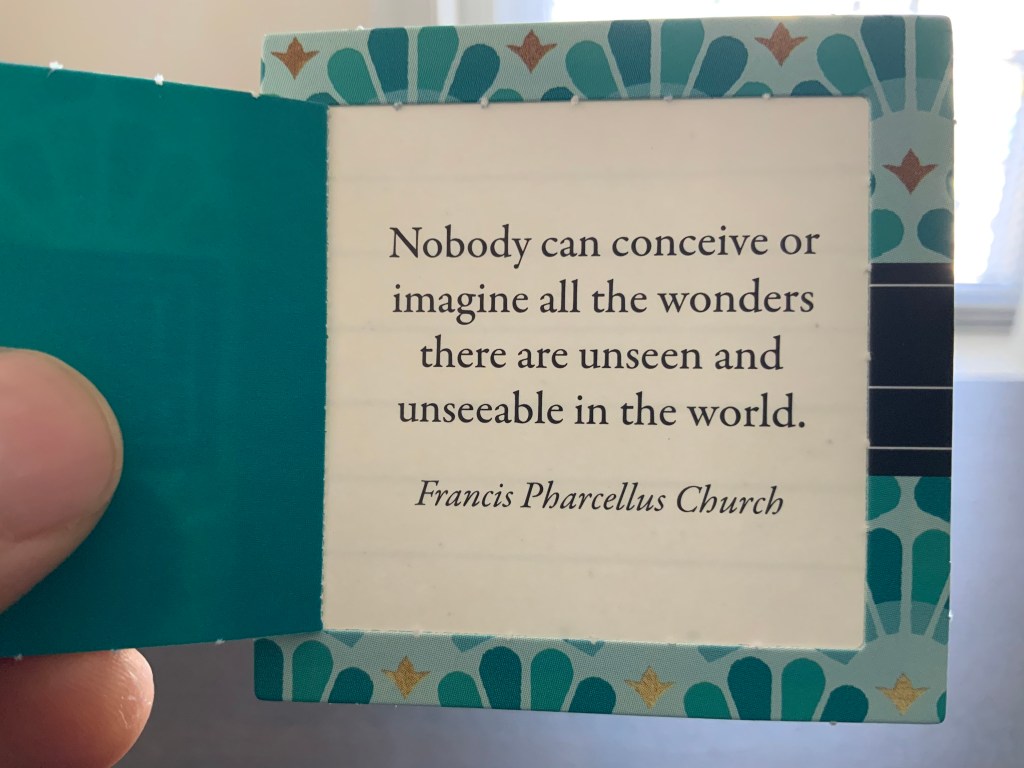 Nobody can conceive or
imagine all the wonders
there are unseen and
unseeable in the world.
Francis Pharcellus Church